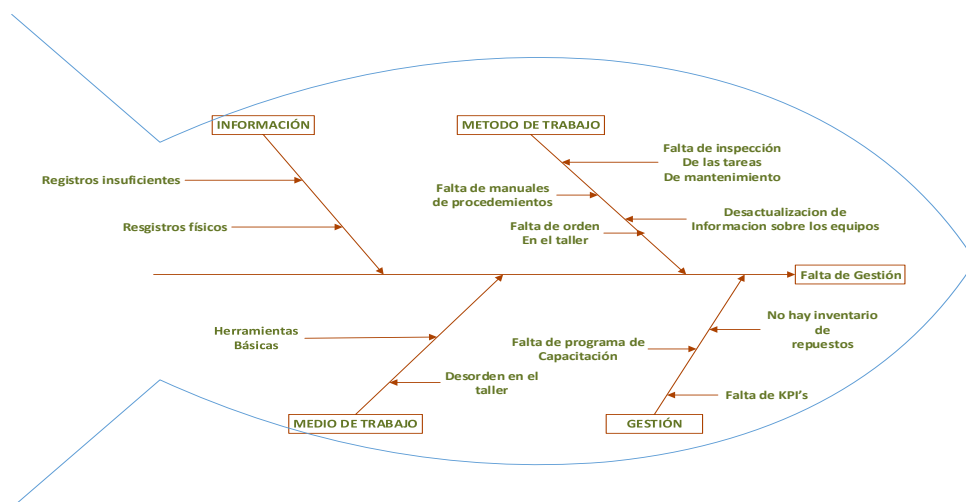 INFORMACIÓN
METODO DE TRABAJO
Falta de inspección
De las tareas
De mantenimiento
Registros insuficientes
Falta de manuales
de procedemientos
Resgistros físicos
Falta de orden
En el taller
Desactualizacion de
Informacion sobre los equipos
Falta de Gestión
Herramientas
Básicas
Falta de programa de
Capacitación
No hay inventario
de
repuestos
Desorden en el
taller
Falta de KPI's
MEDIO DE TRABAJO
GESTIÓN